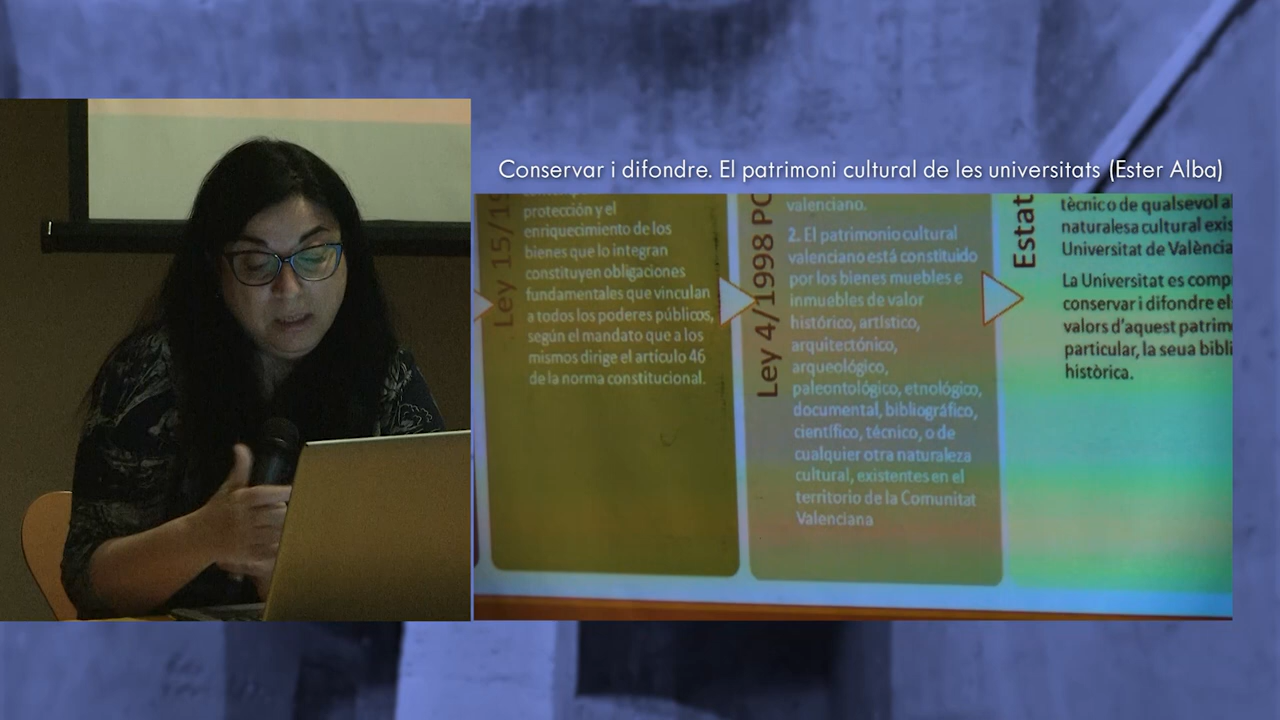 Conservar i difondre. El patrimoni cultural de les universitats (Ester Alba)
Ley 15/1
protección y el
enriquecimiento de los
bienes que lo integran
constituyen obligaciones
fundamentales que vinculan
a todos los poderes públicos,
según el mandato que a los
mismos dirige el artículo 46
de la norma constitucional.
Ley 4/1998 PC
valenciano.
2. El patrimonio cultural
valenciano está constituido
por los bienes muebles e
inmuebles de valor
histórico, artístico,
arquitectónico,
arqueológico,
paleontológico, etnológico,
documental, bibliográfico,
científico, técnico, o de
cualquier otra naturaleza
cultural, existentes en el
territorio de la Comunitat
Valenciana
Estat
tècnic o de qualsevol al
naturalesa cultural exis
Universitat de València
La Universitat es comp
conservar i difondre el
valors d'aquest patrim
particular, la seua bibli
històrica.